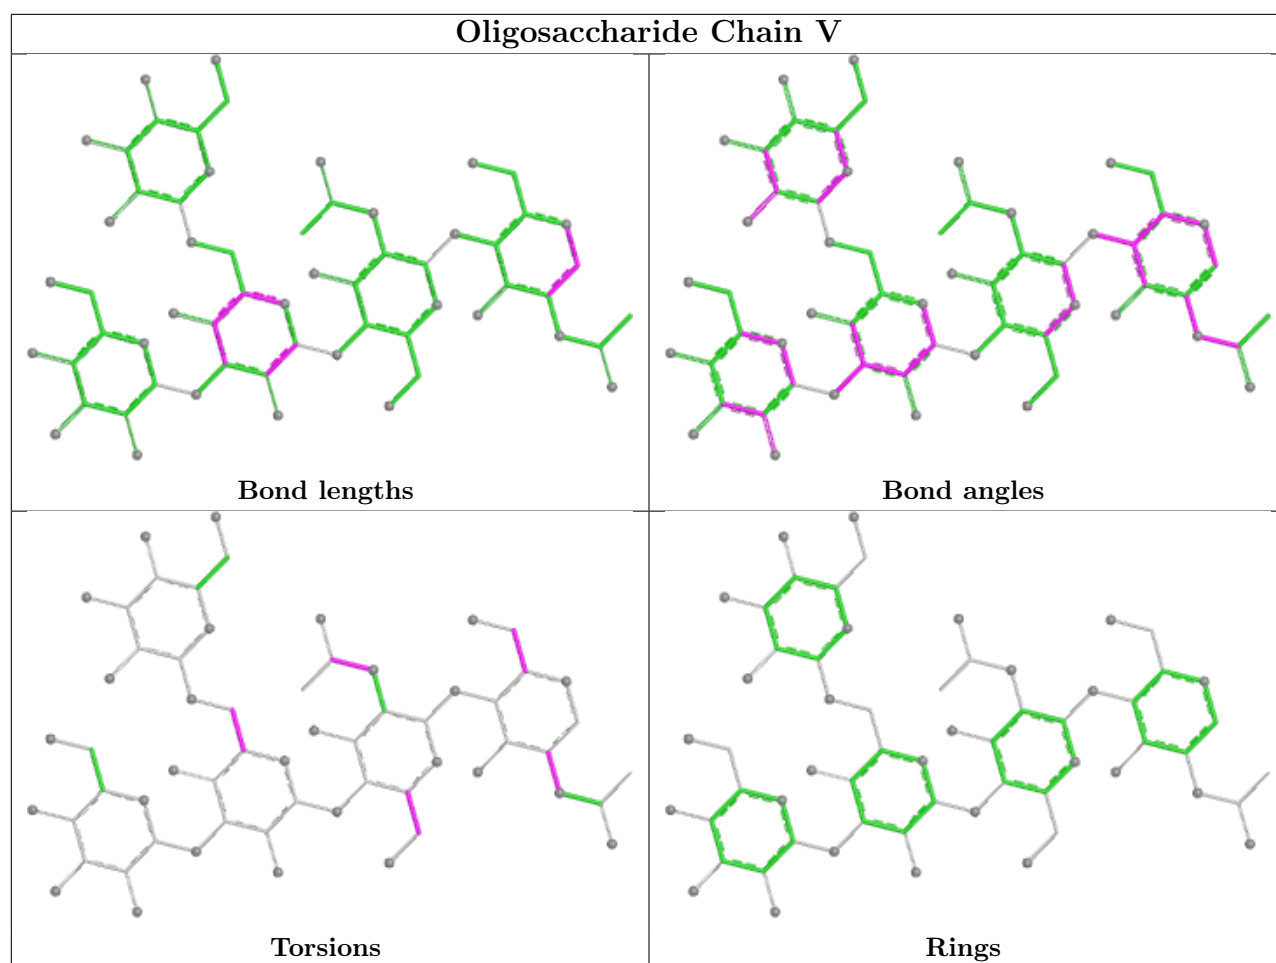 Oligosaccharide Chain V
Bond lengths
Bond angles
Torsions
Rings